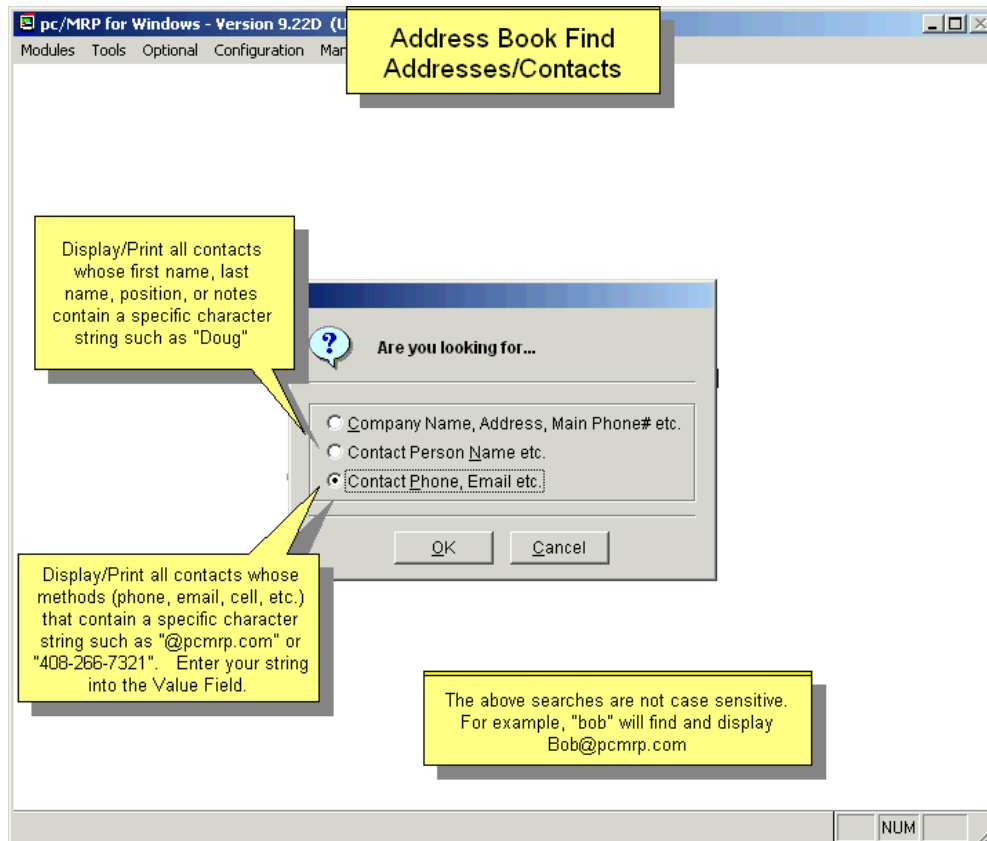 pc/MRP for Windows - Version 9.22D (U
Modules Tools Optional Configuration Man
Address Book Find
Addresses/Contacts
Display/Print all contacts
whose first name, last
name, position, or notes
contain a specific character
string such as "Doug"
?
Are you looking for...
Company Name, Address, Main Phone# etc.
Contact Person Name etc.
Contact Phone, Email etc.
OK Cancel
Display/Print all contacts whose
methods (phone, email, cell, etc.)
that contain a specific character
string such as "@pcmrp.com" or
"408-266-7321". Enter your string
into the Value Field.
The above searches are not case sensitive.
For example, "bob" will find and display
Bob@pcmrp.com
NUM